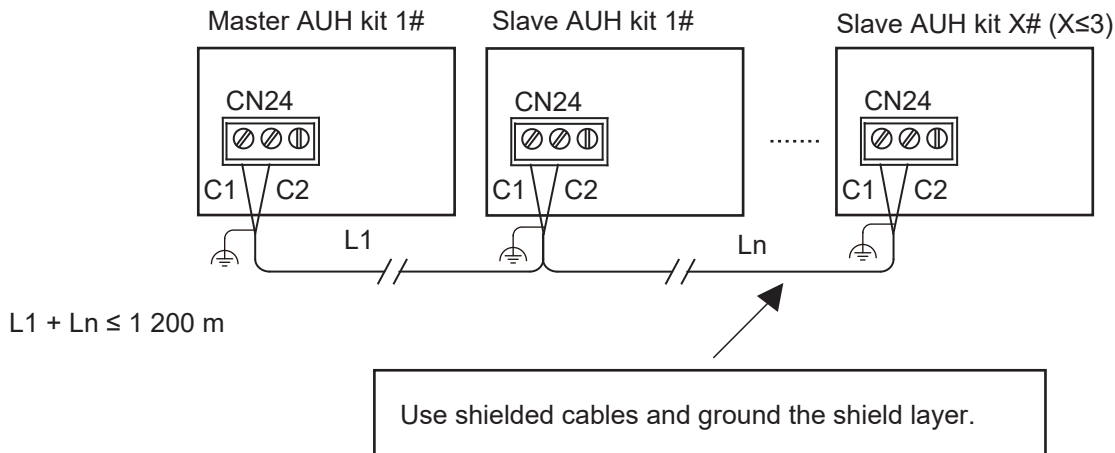 Master AUH kit 1# Slave AUH kit 1# Slave AUH kit X# (X≤3)
CN24 CN24 CN24
C1 C2 C1 C2 C1 C2
L1 Ln
L1 + Ln ≤ 1 200 m
Use shielded cables and ground the shield layer.